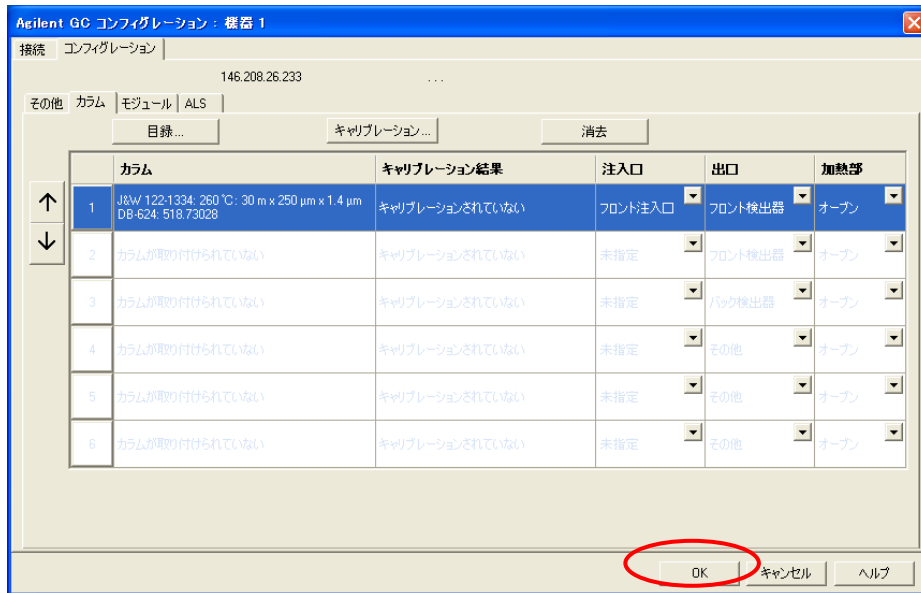 Agilent GC コンフィグレーション : 機器 1
接続 コンフィグレーション
146.208.26.233 ...
その他 カラム モジュール ALS
目録... キャリブレーション... 消去
カラム キャリブレーション結果 注入口 出口 加熱部
1 J&W 122-1334: 260 ℃: 30 m x 250 μm x 1.4 μm
DB-624: 518.73028 キャリブレーションされていない フロント注入口 フロント検出器 オーブン
2 カラムが取り付けられていない キャリブレーションされていない 未指定 フロント検出器 オーブン
3 カラムが取り付けられていない キャリブレーションされていない 未指定 バック検出器 オーブン
4 カラムが取り付けられていない キャリブレーションされていない 未指定 その他 オーブン
5 カラムが取り付けられていない キャリブレーションされていない 未指定 その他 オーブン
6 カラムが取り付けられていない キャリブレーションされていない 未指定 その他 オーブン
OK キャンセル ヘルプ